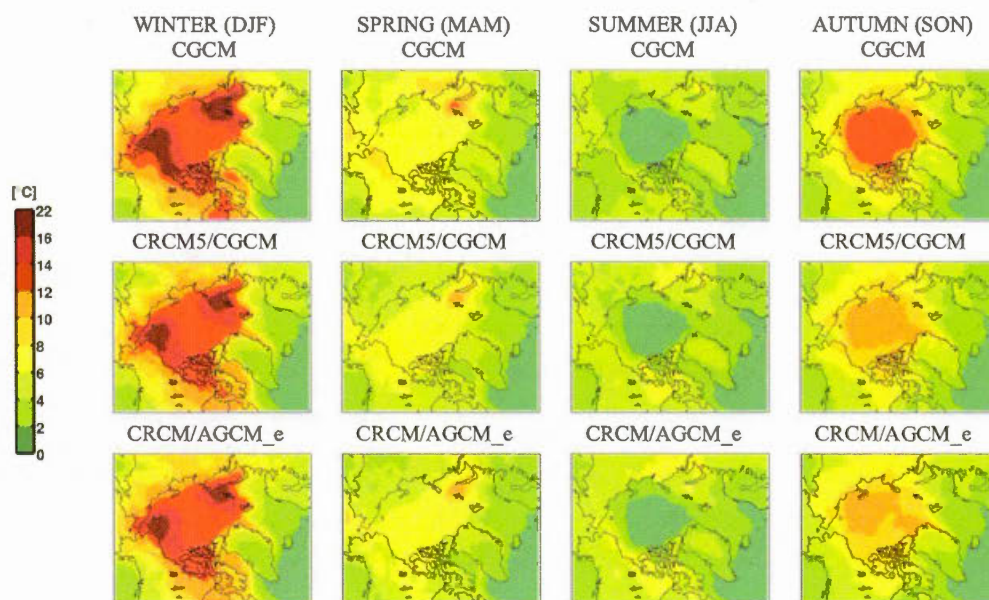 WINTER (DJF)
CGCM
SPRING (MAM)
CGCM
SUMMER (JJA)
CGCM
AUTUMN (SON)
CGCM
[°C]
22
16
14
12
10
8
6
4
2
0
CRCM5/CGCM
CRCM5/CGCM
CRCM5/CGCM
CRCM5/CGCM
CRCM/AGCM_e
CRCM/AGCM_e
CRCM/AGCM_e
CRCM/AGCM_e